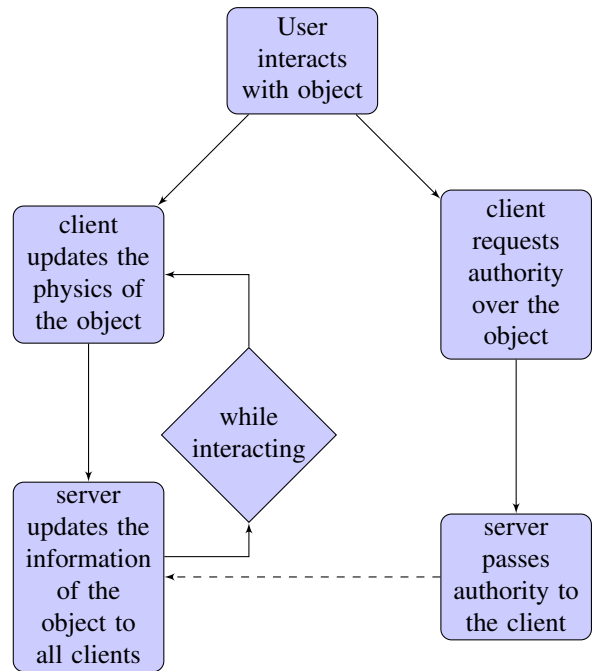 User
interacts
with object
client
updates the
physics of
the object
client
requests
authority
over the
object
while
interacting
server
updates the
information
of the
object to
all clients
server
passes
authority to
the client